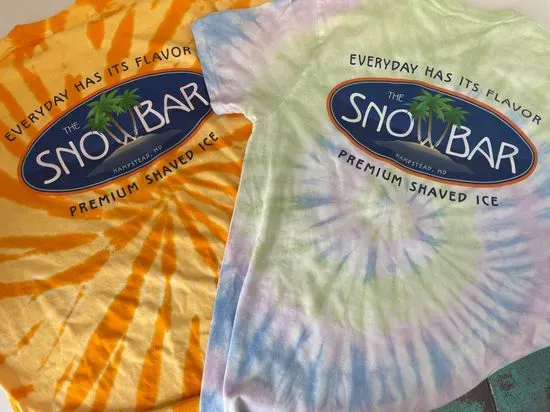 EVERYDAY HAS ITS FLAVOR
THE
SNOWBAR
HAMPSTEAD, MD
PREMIUM SHAVED ICE
EVERYDAY HAS ITS FLAVOR
THE
SNOWBAR
HAMPSTEAD, MD
PREMIUM SHAVED ICE